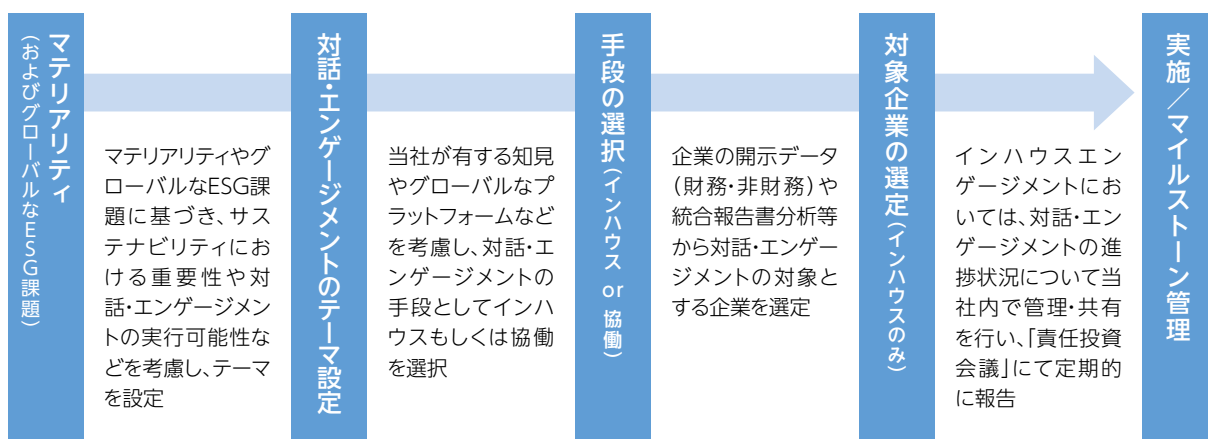 マテリアリティ
（およびグローバルなESG課題）
マテリアリティやグ
ローバルなESG課
題に基づき、サス
テナビリティにお
ける重要性や対
話・エンゲージメン
トの実行可能性な
どを考慮し、テーマ
を設定
対話・エンゲージメントのテーマ設定
当社が有する知見
やグローバルなプ
ラットフォームなど
を考慮し、対話・エ
ンゲージメントの
手段としてインハ
ウスもしくは協働
を選択
手段の選択（インハウス or 協働）
企業の開示データ
（財務・非財務）や
統合報告書分析等
から対話・エンゲー
ジメントの対象と
する企業を選定
対象企業の選定（インハウスのみ）
インハウスエン
ゲージメントにお
いては、対話・エン
ゲージメントの進
捗状況について当
社内で管理・共有
を行い、「責任投資
会議」にて定期的
に報告
実施／マイルストーン管理